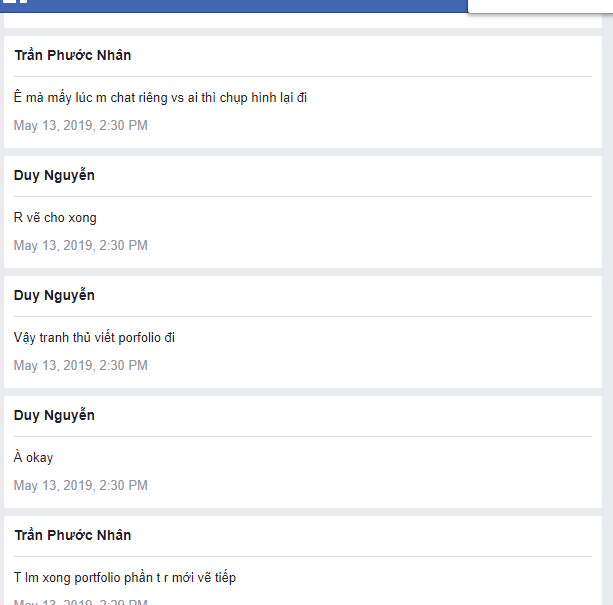 Trần Phước Nhân
Ê mà mấy lúc m chat riêng vs ai thì chụp hình lại đi
May 13, 2019, 2:30 PM
Duy Nguyễn
R vẽ cho xong
May 13, 2019, 2:30 PM
Duy Nguyễn
Vậy tranh thủ viết porfolio đi
May 13, 2019, 2:30 PM
Duy Nguyễn
À okay
May 13, 2019, 2:30 PM
Trần Phước Nhân
T lm xong portfolio phần t r mới vẽ tiếp
May 13, 2019, 2:29 PM